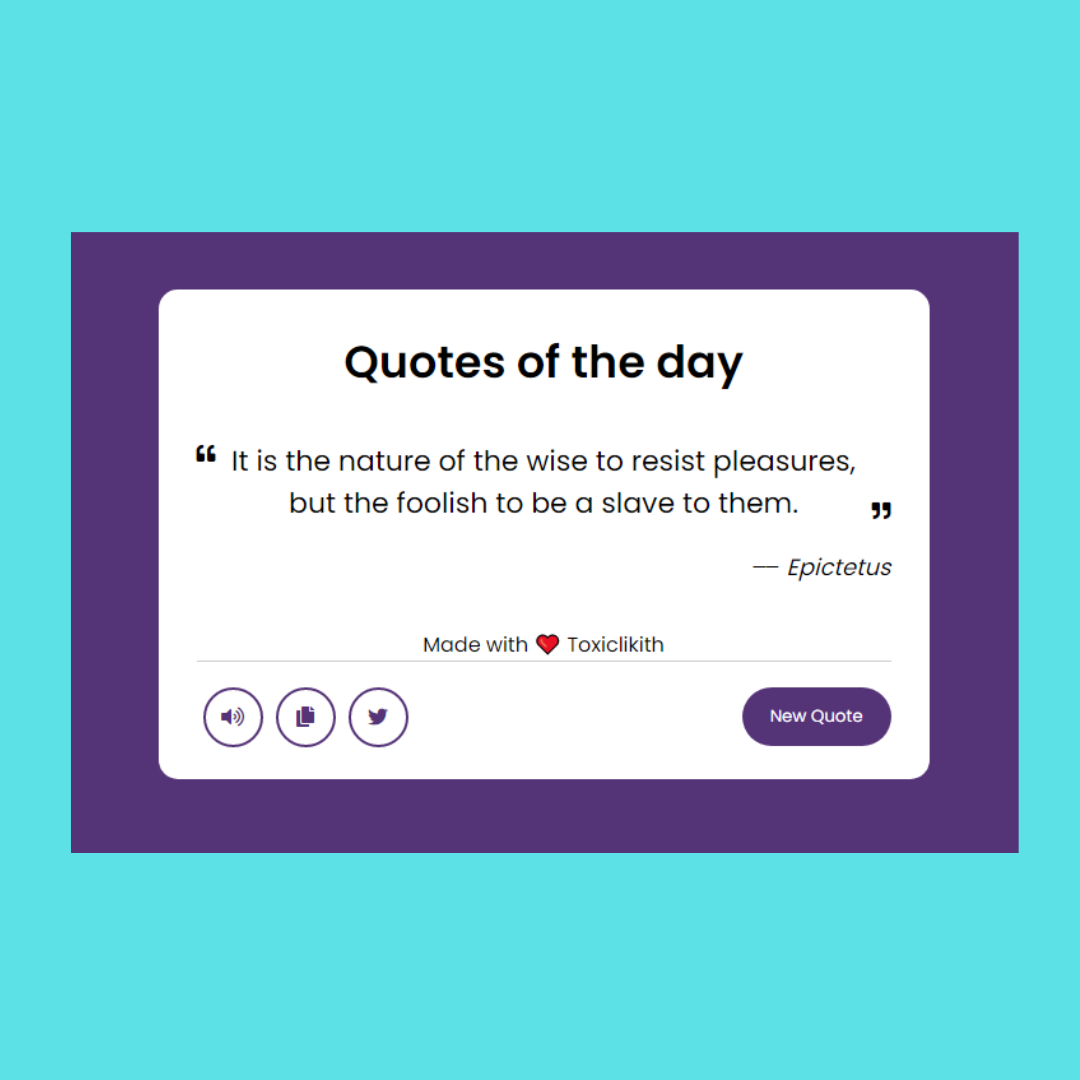 Quotes of the day
“ It is the nature of the wise to resist pleasures,
but the foolish to be a slave to them. ”
— Epictetus
Made with ❤ Toxiclikith
New Quote